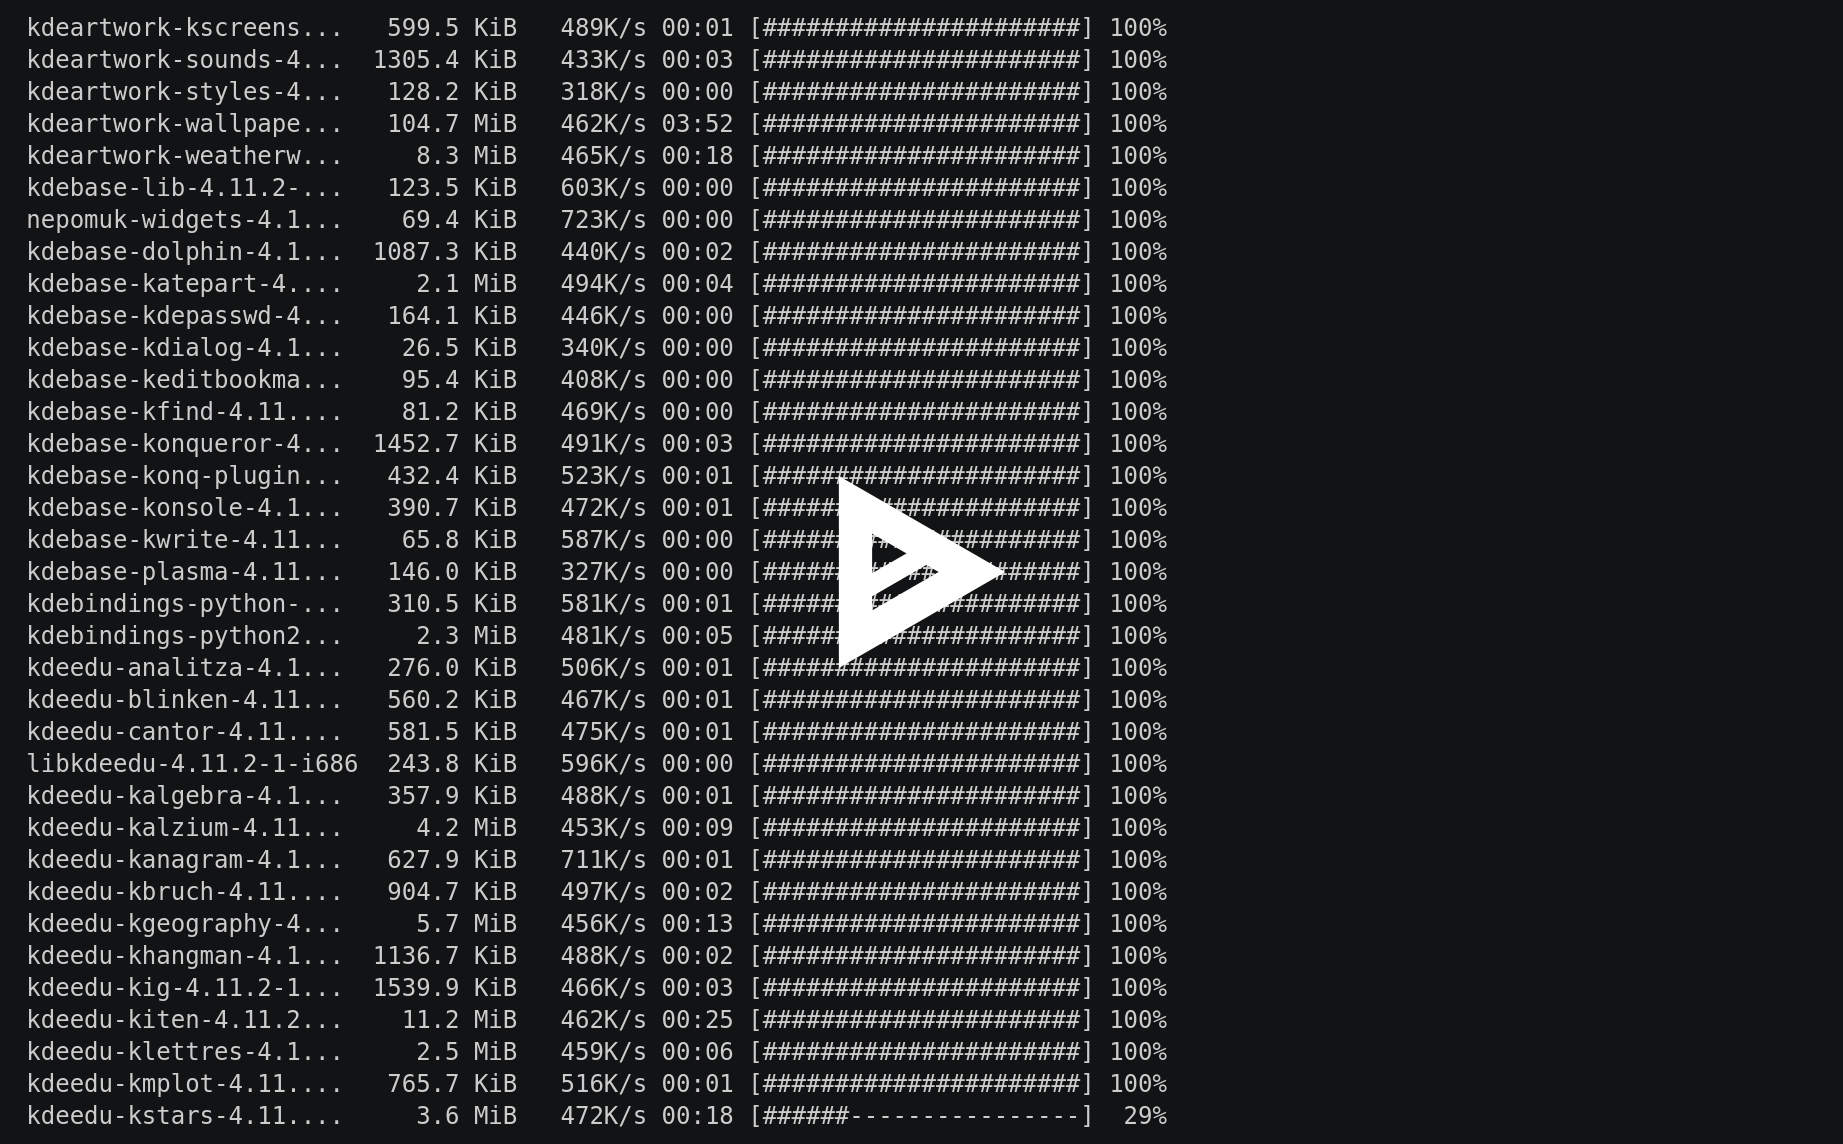 kdeartwork-kscreens...   599.5 KiB   489K/s 00:01 [######################] 100%
kdeartwork-sounds-4...  1305.4 KiB   433K/s 00:03 [######################] 100%
kdeartwork-styles-4...   128.2 KiB   318K/s 00:00 [######################] 100%
kdeartwork-wallpape...   104.7 MiB   462K/s 03:52 [######################] 100%
kdeartwork-weatherw...     8.3 MiB   465K/s 00:18 [######################] 100%
kdebase-lib-4.11.2-...   123.5 KiB   603K/s 00:00 [######################] 100%
nepomuk-widgets-4.1...    69.4 KiB   723K/s 00:00 [######################] 100%
kdebase-dolphin-4.1...  1087.3 KiB   440K/s 00:02 [######################] 100%
kdebase-katepart-4....     2.1 MiB   494K/s 00:04 [######################] 100%
kdebase-kdepasswd-4...   164.1 KiB   446K/s 00:00 [######################] 100%
kdebase-kdialog-4.1...    26.5 KiB   340K/s 00:00 [######################] 100%
kdebase-keditbookma...    95.4 KiB   408K/s 00:00 [######################] 100%
kdebase-kfind-4.11....    81.2 KiB   469K/s 00:00 [######################] 100%
kdebase-konqueror-4...  1452.7 KiB   491K/s 00:03 [######################] 100%
kdebase-konq-plugin...   432.4 KiB   523K/s 00:01 [######################] 100%
kdebase-konsole-4.1...   390.7 KiB   472K/s 00:01 [######################] 100%
kdebase-kwrite-4.11...    65.8 KiB   587K/s 00:00 [######################] 100%
kdebase-plasma-4.11...   146.0 KiB   327K/s 00:00 [######################] 100%
kdebindings-python-...   310.5 KiB   581K/s 00:01 [######################] 100%
kdebindings-python2...     2.3 MiB   481K/s 00:05 [######################] 100%
kdeedu-analitza-4.1...   276.0 KiB   506K/s 00:01 [######################] 100%
kdeedu-blinken-4.11...   560.2 KiB   467K/s 00:01 [######################] 100%
kdeedu-cantor-4.11....   581.5 KiB   475K/s 00:01 [######################] 100%
libkdeedu-4.11.2-1-i686  243.8 KiB   596K/s 00:00 [######################] 100%
kdeedu-kalgebra-4.1...   357.9 KiB   488K/s 00:01 [######################] 100%
kdeedu-kalzium-4.11...     4.2 MiB   453K/s 00:09 [######################] 100%
kdeedu-kanagram-4.1...   627.9 KiB   711K/s 00:01 [######################] 100%
kdeedu-kbruch-4.11....   904.7 KiB   497K/s 00:02 [######################] 100%
kdeedu-kgeography-4...     5.7 MiB   456K/s 00:13 [######################] 100%
kdeedu-khangman-4.1...  1136.7 KiB   488K/s 00:02 [######################] 100%
kdeedu-kig-4.11.2-1...  1539.9 KiB   466K/s 00:03 [######################] 100%
kdeedu-kiten-4.11.2...    11.2 MiB   462K/s 00:25 [######################] 100%
kdeedu-klettres-4.1...     2.5 MiB   459K/s 00:06 [######################] 100%
kdeedu-kmplot-4.11....   765.7 KiB   516K/s 00:01 [######################] 100%
kdeedu-kstars-4.11....     3.6 MiB   472K/s 00:18 [######----------------]  29%